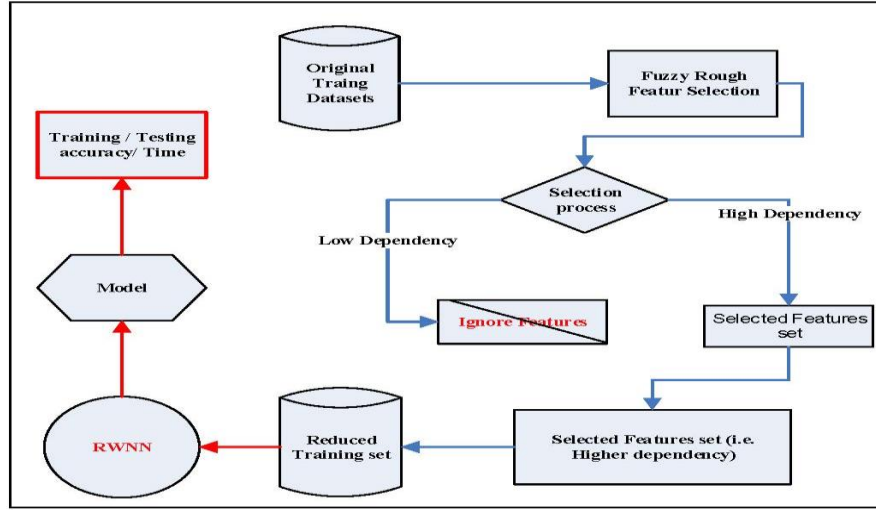 Original
Traing
Datasets
Fuzzy Rough
Featur Selection
Training / Testing
accuracy/ Time
Selection
process
High Dependency
Low Dependency
Model
Ignore Features
Selected Features
set
RWNN
Reduced
Training set
Selected Features set (i.e.
Higher dependency)